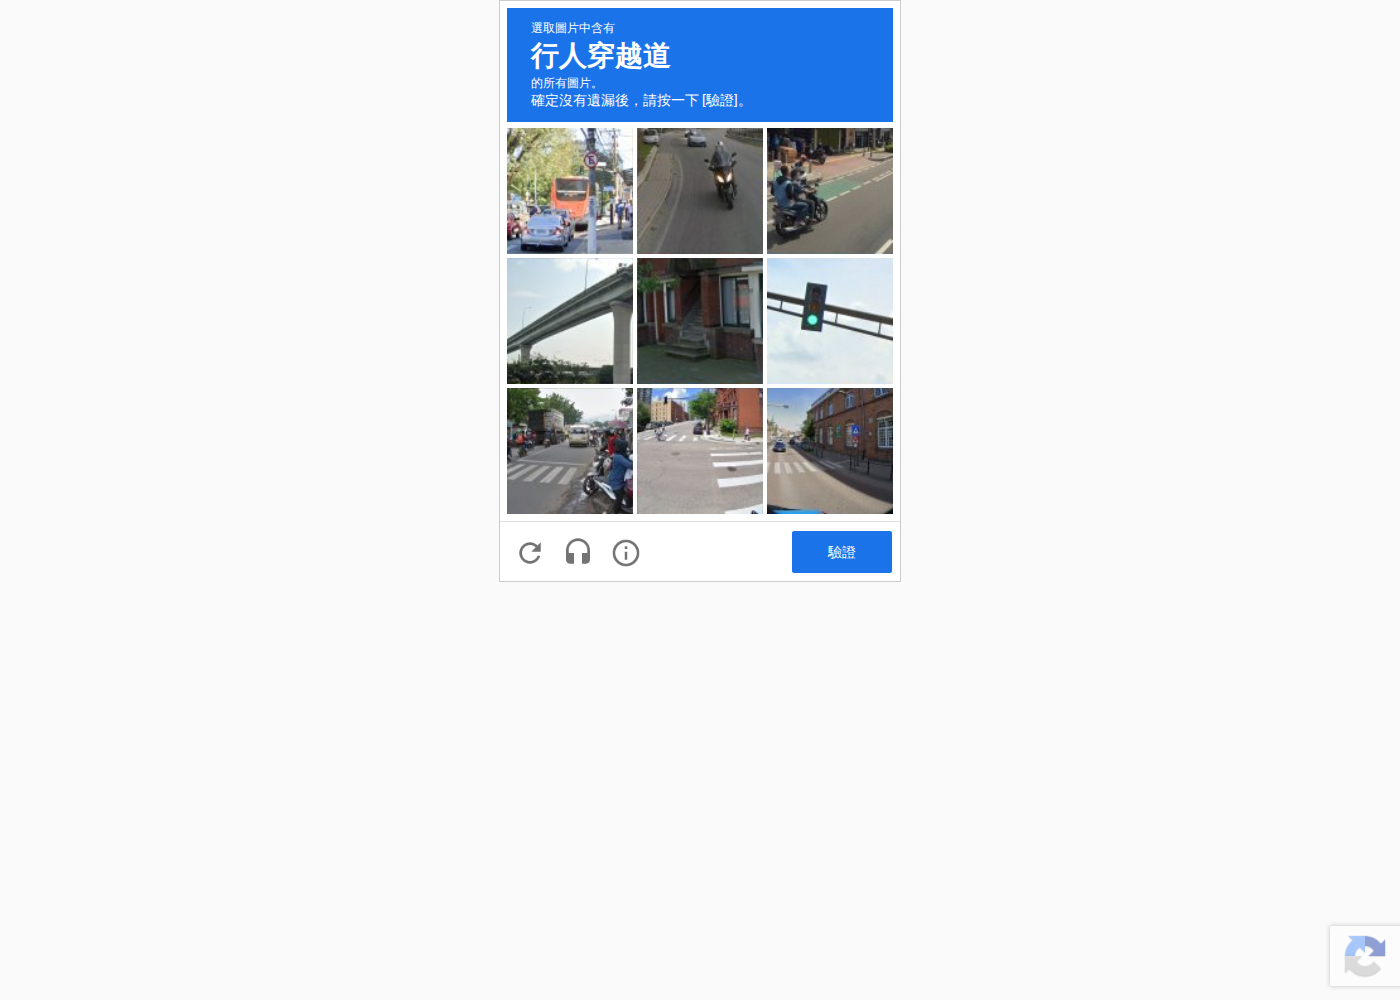 選取圖片中含有
行人穿越道
的所有圖片。
確定沒有遺漏後，請按一下 [驗證]。
驗證